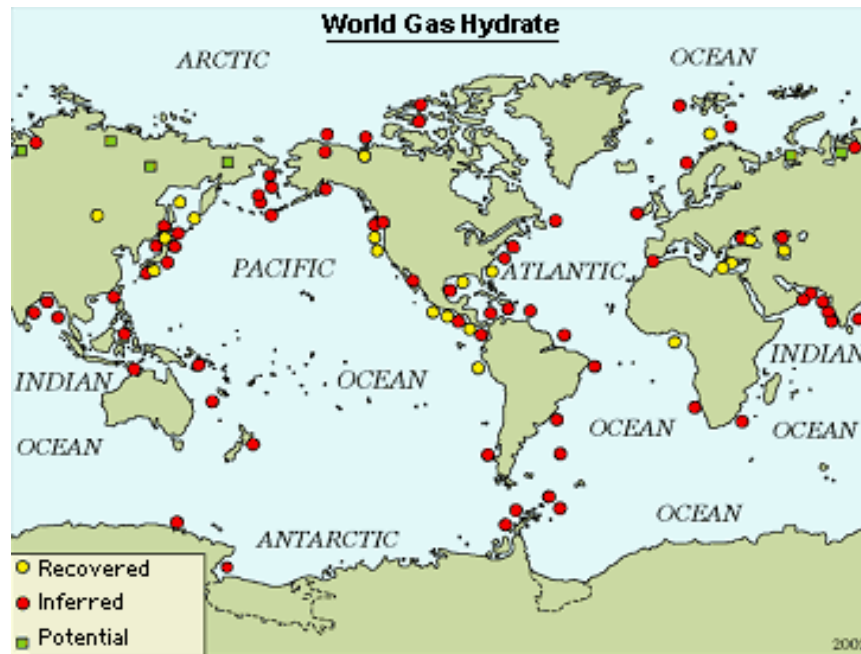 World Gas Hydrate
ARCTIC
OCEAN
PACIFIC
ATLANTIC
INDIAN
OCEAN
INDIAN
OCEAN
OCEAN
OCEAN
ANTARCTIC
OCEAN
Recovered
Inferred
Potential